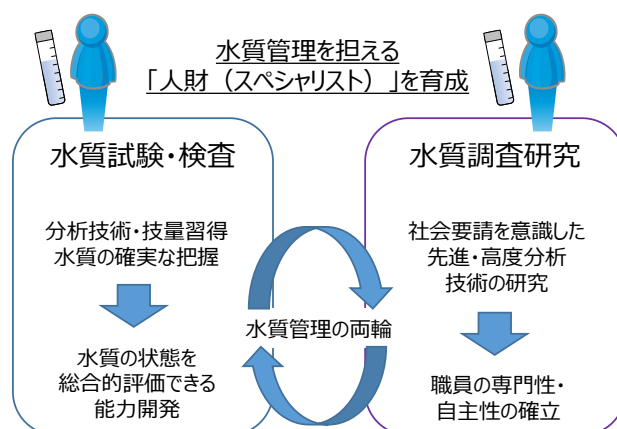 水質管理を担える
「人財（スペシャリスト）」を育成
水質試験・検査
分析技術・技量習得
水質の確実な把握
水質の状態を
総合的評価できる
能力開発
水質管理の両輪
水質調査研究
社会要請を意識した
先進・高度分析
技術の研究
職員の専門性・
自主性の確立